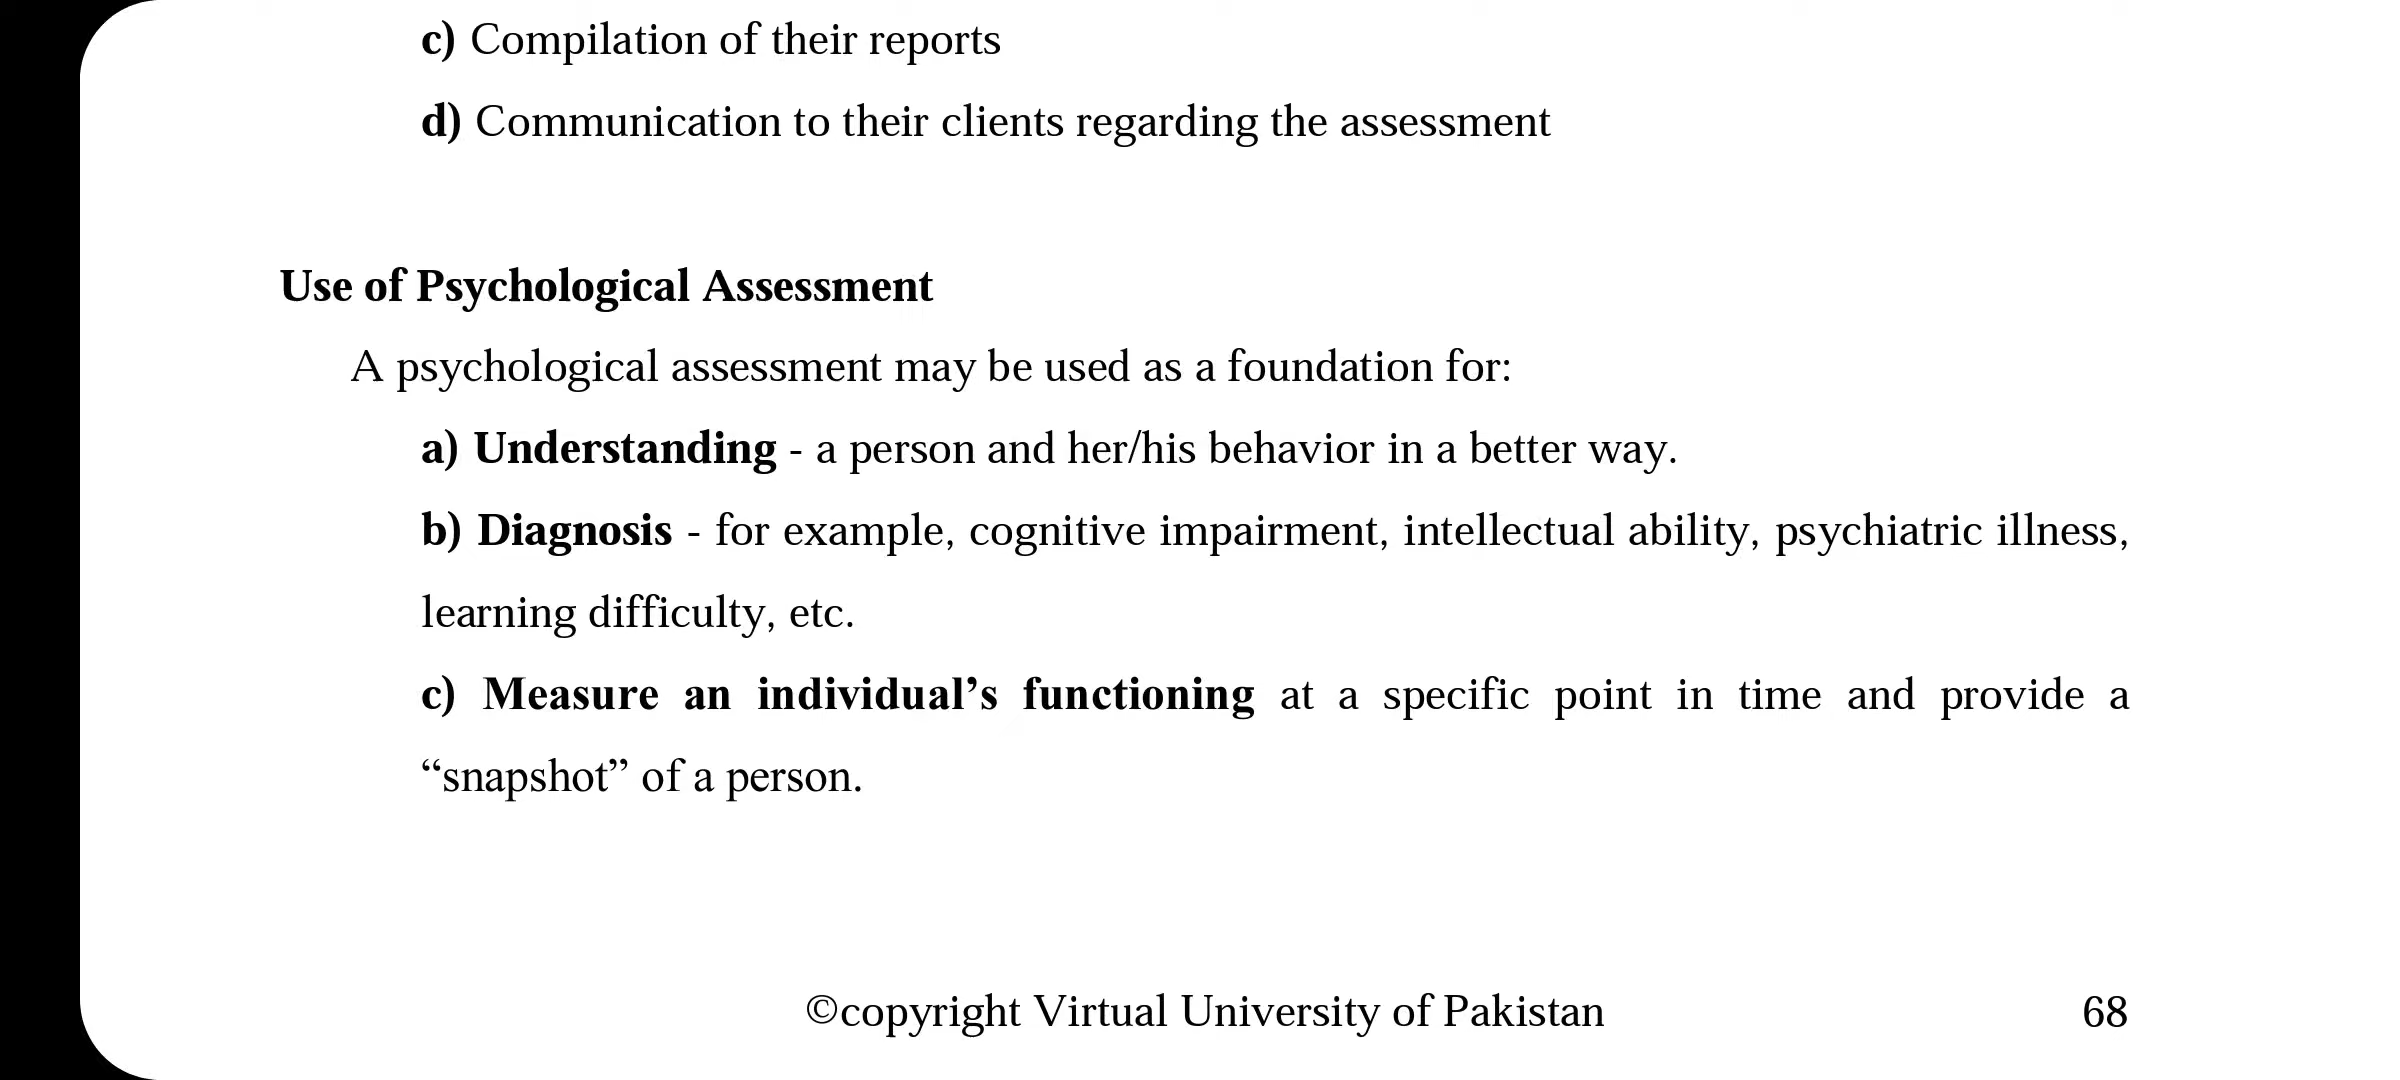 c) Compilation of their reports
d) Communication to their clients regarding the assessment
Use of Psychological Assessment
A psychological assessment may be used as a foundation for:
a) Understanding - a person and her/his behavior in a better way.
b) Diagnosis - for example, cognitive impairment, intellectual ability, psychiatric illness,
learning difficulty, etc.
c) Measure an individual’s functioning at a specific point in time and provide a
“snapshot” of a person.
©copyright Virtual University of Pakistan 68